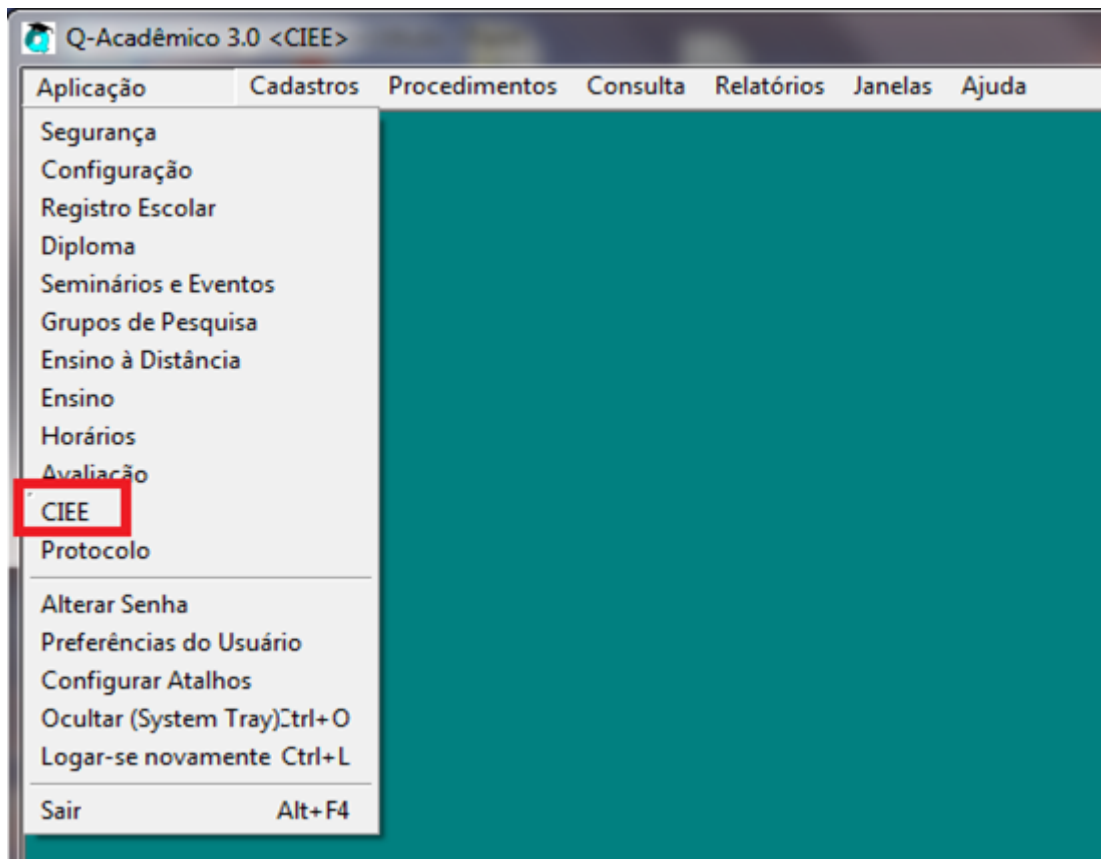 Q-Acadêmico 3.0 <CIEE>
Aplicação Cadastros Procedimentos Consulta Relatórios Janelas Ajuda
Segurança
Configuração
Registro Escolar
Diploma
Seminários e Eventos
Grupos de Pesquisa
Ensino à Distância
Ensino
Horários
Avaliação
CIEE
Protocolo
Alterar Senha
Preferências do Usuário
Configurar Atalhos
Ocultar (System Tray) Ctrl+O
Logar-se novamente Ctrl+L
Sair Alt+F4